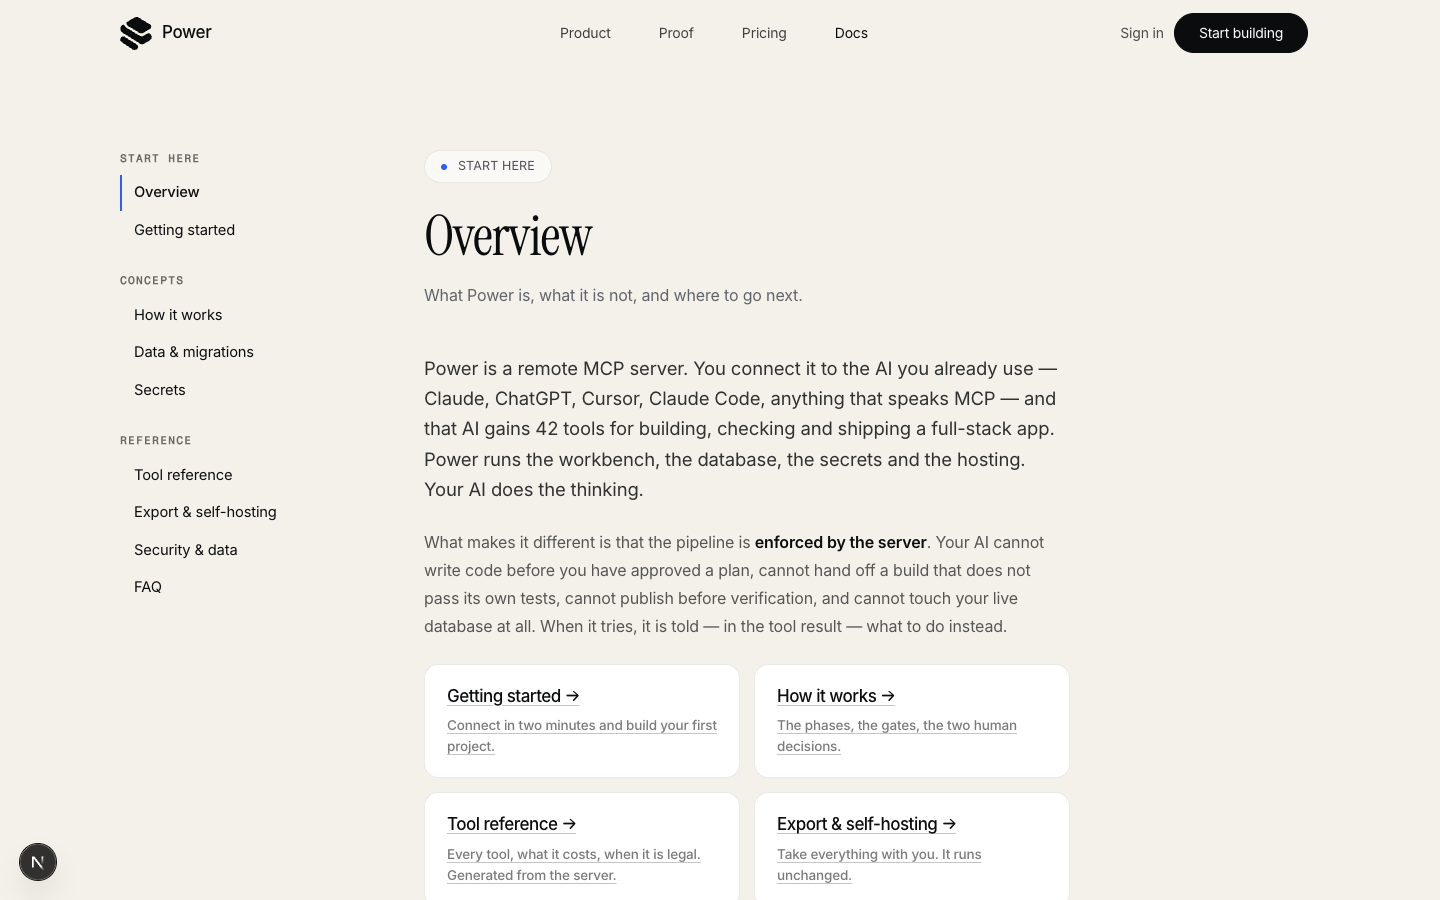 Power
Product
Proof
Pricing
Docs
Sign in
Start building
START HERE
Overview
Getting started
CONCEPTS
How it works
Data & migrations
Secrets
REFERENCE
Tool reference
Export & self-hosting
Security & data
FAQ
START HERE
Overview
What Power is, what it is not, and where to go next.
Power is a remote MCP server. You connect it to the AI you already use —
Claude, ChatGPT, Cursor, Claude Code, anything that speaks MCP — and
that AI gains 42 tools for building, checking and shipping a full-stack app.
Power runs the workbench, the database, the secrets and the hosting.
Your AI does the thinking.
What makes it different is that the pipeline is enforced by the server. Your AI cannot
write code before you have approved a plan, cannot hand off a build that does not
pass its own tests, cannot publish before verification, and cannot touch your live
database at all. When it tries, it is told — in the tool result — what to do instead.
Getting started →
Connect in two minutes and build your first
project.
How it works →
The phases, the gates, the two human
decisions.
Tool reference →
Every tool, what it costs, when it is legal.
Generated from the server.
Export & self-hosting →
Take everything with you. It runs
unchanged.
N